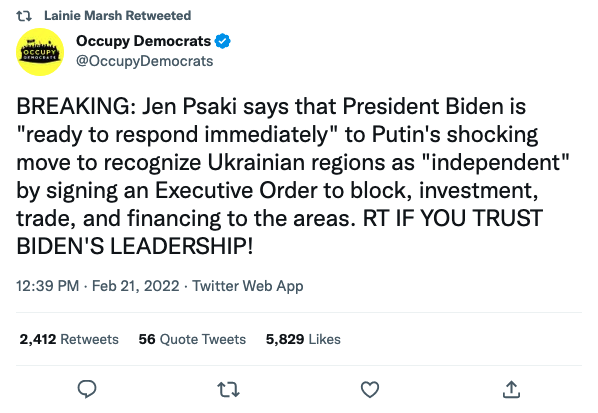 Lainie Marsh Retweeted
Occupy Democrats
@OccupyDemocrats
OCCUPY
DEMOCRATS
BREAKING: Jen Psaki says that President Biden is
"ready to respond immediately" to Putin's shocking
move to recognize Ukrainian regions as "independent"
by signing an Executive Order to block, investment,
trade, and financing to the areas. RT IF YOU TRUST
BIDEN'S LEADERSHIP!
12:39 PM · Feb 21, 2022 · Twitter Web App
2,412 Retweets 56 Quote Tweets 5,829 Likes